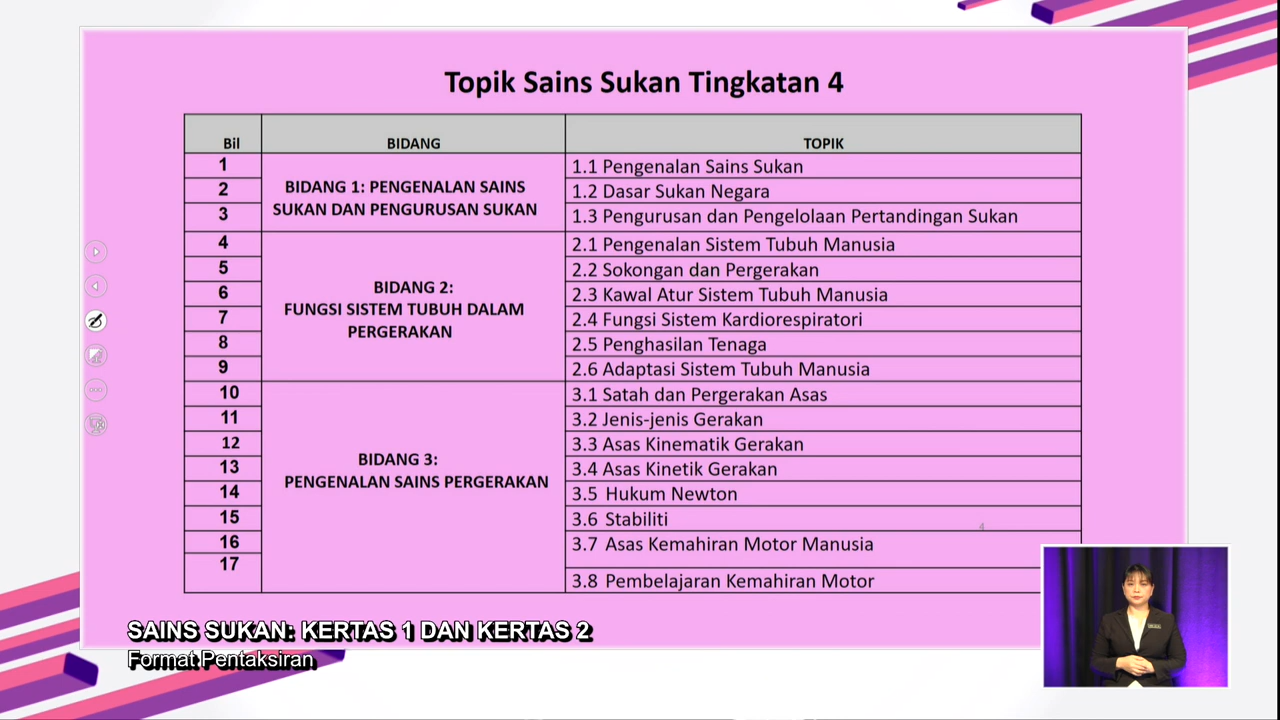 Topik Sains Sukan Tingkatan 4
Bil BIDANG TOPIK
1 BIDANG 1: PENGENALAN SAINS SUKAN DAN PENGURUSAN SUKAN 1.1 Pengenalan Sains Sukan
2 1.2 Dasar Sukan Negara
3 1.3 Pengurusan dan Pengelolaan Pertandingan Sukan
4 BIDANG 2: FUNGSI SISTEM TUBUH DALAM PERGERAKAN 2.1 Pengenalan Sistem Tubuh Manusia
5 2.2 Sokongan dan Pergerakan
6 2.3 Kawal Atur Sistem Tubuh Manusia
7 2.4 Fungsi Sistem Kardiorespiratori
8 2.5 Penghasilan Tenaga
9 2.6 Adaptasi Sistem Tubuh Manusia
10 BIDANG 3: PENGENALAN SAINS PERGERAKAN 3.1 Satah dan Pergerakan Asas
11 3.2 Jenis-jenis Gerakan
12 3.3 Asas Kinematik Gerakan
13 3.4 Asas Kinetik Gerakan
14 3.5 Hukum Newton
15 3.6 Stabiliti
4
16 3.7 Asas Kemahiran Motor Manusia
17 3.8 Pembelajaran Kemahiran Motor
SAINS SUKAN: KERTAS 1 DAN KERTAS 2
Format Pentaksiran